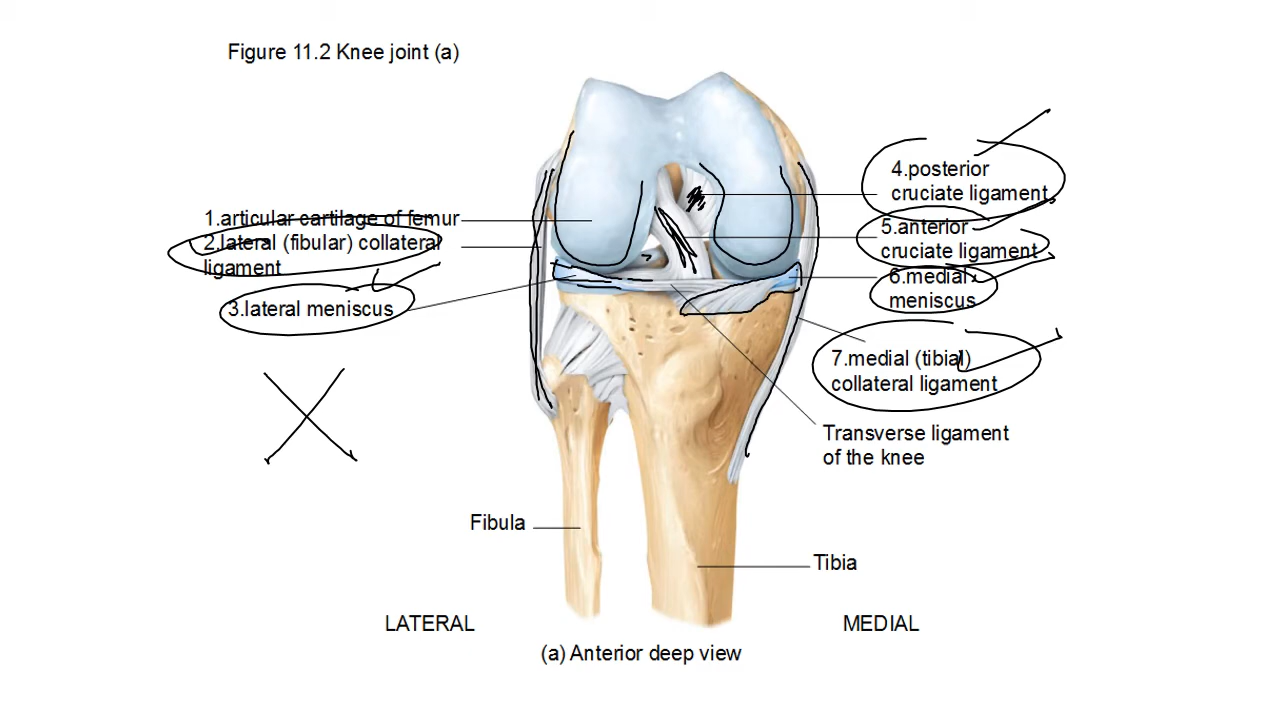 Figure 11.2 Knee joint (a)
4.posterior
cruciate ligament
1.articular cartilage of femur
2.lateral (fibular) collateral
ligament
5.anterior
cruciate ligament
3.lateral meniscus
6.medial
meniscus
7.medial (tibial)
collateral ligament
Transverse ligament
of the knee
Fibula
Tibia
LATERAL
MEDIAL
(a) Anterior deep view